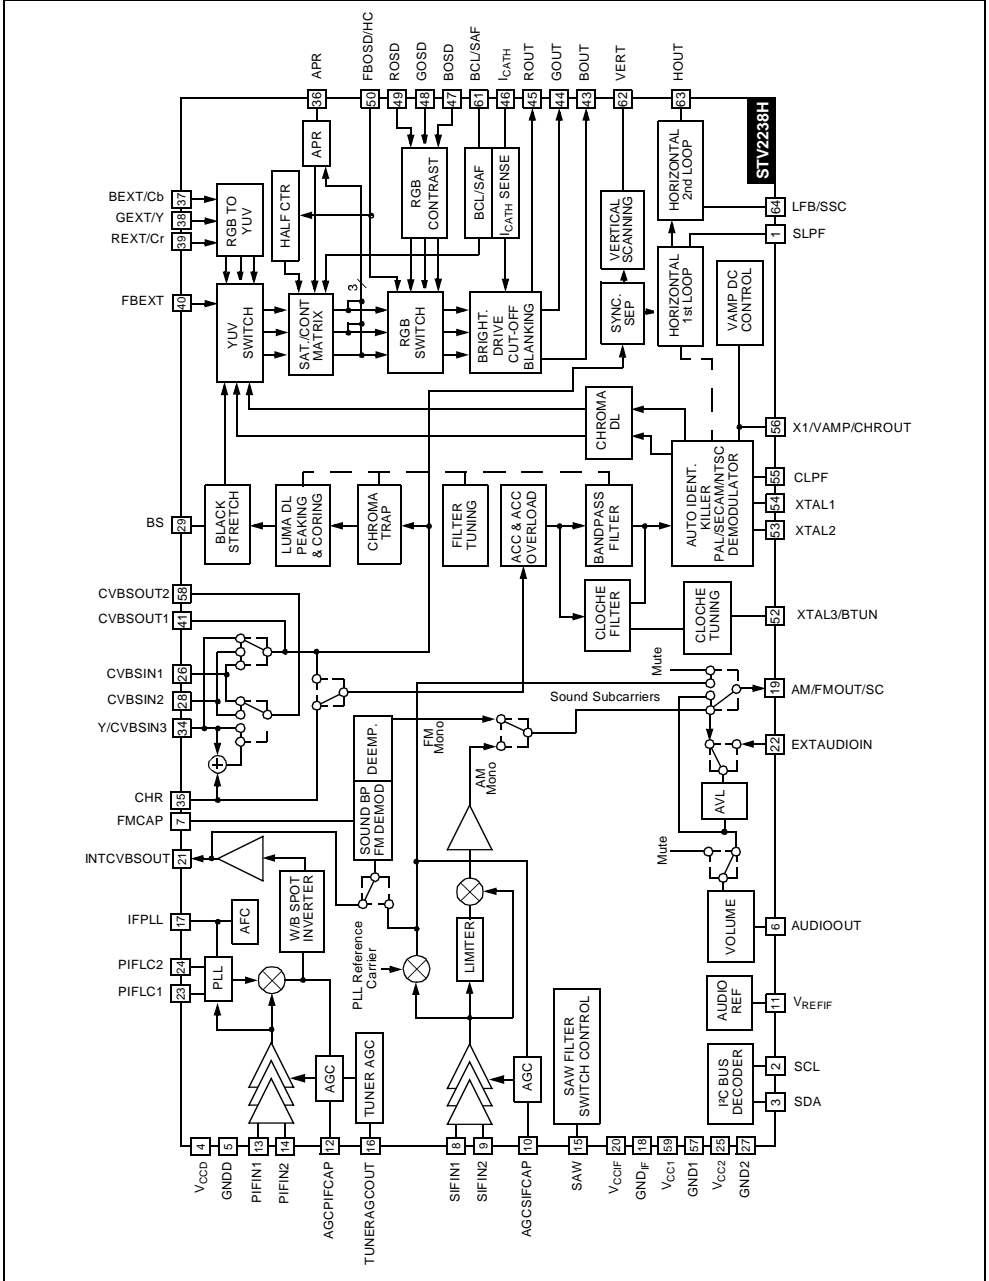 APR
FBOSD/HC
ROSD
GOSD
BOSD
BCL/SAF
ICATH
ROUT
GOUT
BOUT
VERT
HOUT
36
50
49
48
47
61
46
45
44
43
62
63
STV2238H
BEXT/Cb
37
GEXT/Y
38
REXT/Cr
39
FBEXT
40
RGB TO
YUV
HALF CTR
APR
RGB
CONTRAST
BCL/SAF
ICATH SENSE
VERTICAL
SCANNING
HORIZONTAL
2nd LOOP
64
LFB/SSC
1
SLPF
YUV
SWITCH
SAT./CONT
MATRIX
3
RGB
SWITCH
BRIGHT.
DRIVE
CUT-OFF
BLANKING
SYNC.
SEP
HORIZONTAL
1st LOOP
VAMP DC
CONTROL
CHROMA
DL
56
X1/VAMP/CHROUT
55
CLPF
54
XTAL1
53
XTAL2
BS
29
BLACK
STRETCH
LUMA DL
PEAKING
& CORING
CHROMA
TRAP
FILTER
TUNING
ACC & ACC
OVERLOAD
BANDPASS
FILTER
AUTO IDENT.
KILLER
PAL/SECAM/NTSC
DEMODULATOR
CLOCHE
FILTER
CLOCHE
TUNING
52
XTAL3/BTUN
CVBSOUT2
58
CVBSOUT1
41
CVBSIN1
26
CVBSIN2
28
Y/CVBSIN3
34
CHR
35
FMCAP
7
INTCVBSOUT
21
IFPLL
17
PIFLC2
24
PIFLC1
23
Mute
Sound Subcarriers
19
AM/FMOUT/SC
22
EXTAUDIOIN
DEEMP.
SOUND BP
FM DEMOD
FM
Mono
AM
Mono
AVL
Mute
VOLUME
6
AUDIOOUT
AFC
W/B SPOT
INVERTER
PLL
PLL Reference
Carrier
LIMITER
AUDIO
REF
11
VREFIF
AGC
TUNER AGC
AGC
SAW FILTER
SWITCH CONTROL
I²C BUS
DECODER
2
SCL
3
SDA
4
5
13
14
12
16
8
9
10
15
20
18
59
57
25
27
VCCD
GNDD
PIFIN1
PIFIN2
AGCPIFCAP
TUNERAGCOUT
SIFIN1
SIFIN2
AGCSIFCAP
SAW
VCCIF
GNDIF
VCC1
GND1
VCC2
GND2